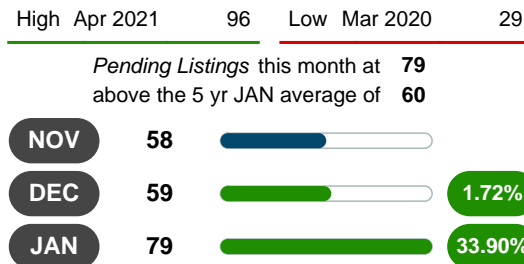 High Apr 2021 96 Low Mar 2020 29
Pending Listings this month at 79
above the 5 yr JAN average of 60
NOV 58
DEC 59 1.72%
JAN 79 33.90%